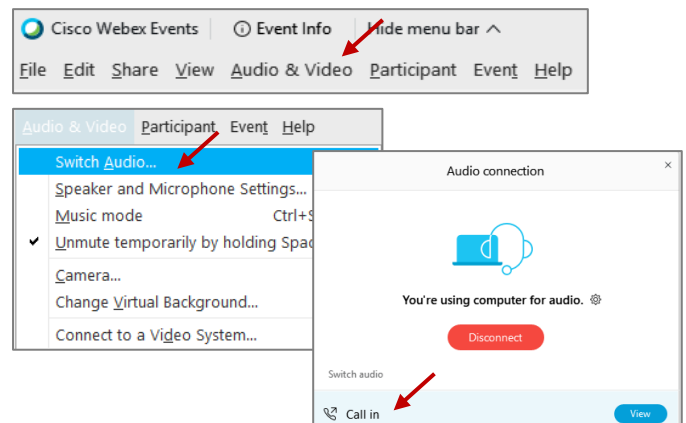 Cisco Webex Events Event Info Hide menu bar
File Edit Share View Audio & Video Participant Event Help
Audio & Video Participant Event Help
Switch Audio...
Speaker and Microphone Settings...
Music mode Ctrl+S
Unmute temporarily by holding Spac
Camera...
Change Virtual Background...
Connect to a Video System...
Audio connection
You're using computer for audio.
Disconnect
Switch audio
Call in
View